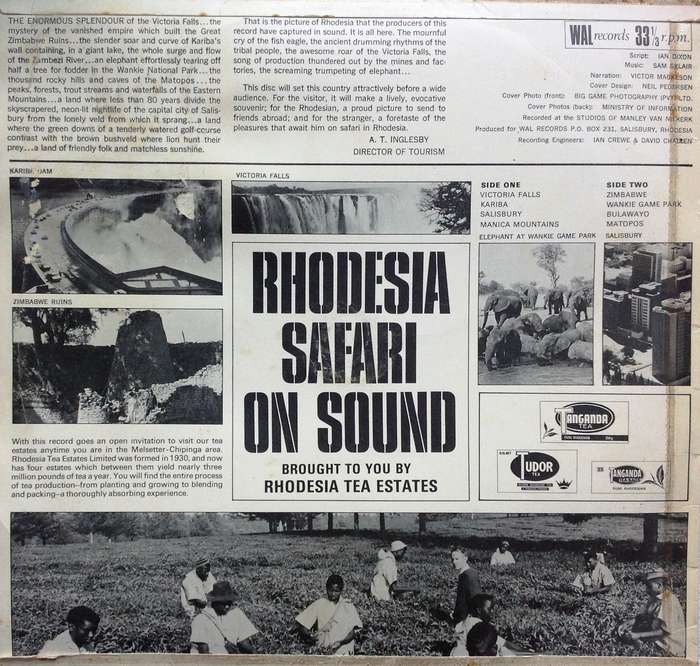 THE ENORMOUS SPLENDOUR of the Victoria Falls...the
mystery of the vanished empire which built the Great
Zimbabwe Ruins...the slender soar and curve of Kariba's
wall containing, in a giant lake, the whole surge and flow
of the Zambezi River...an elephant effortlessly tearing off
half a tree for fodder in the Wankie National Park...the
thousand rocky hills and caves of the Matopos...the
peaks, forests, trout streams and waterfalls of the Eastern
Mountains...a land where less than 80 years divide the
skyscrapered, neon-lit nightlife of the capital city of Salis-
bury from the lonely veld from which it sprang...a land
where the green downs of a tenderly watered golf-course
contrast with the brown bushveld where lion hunt their
prey...a land of friendly folk and matchless sunshine.
That is the picture of Rhodesia that the producers of this
record have captured in sound. It is all here. The mournful
cry of the fish eagle, the ancient drumming rhythms of the
tribal people, the awesome roar of the Victoria Falls, the
song of production thundered out by the mines and fac-
tories, the screaming trumpeting of elephant...
This disc will set this country attractively before a wide
audience. For the visitor, it will make a lively, evocative
souvenir; for the Rhodesian, a proud picture to send to
friends abroad; and for the stranger, a foretaste of the
pleasures that await him on safari in Rhodesia.
A. T. INGLESBY
DIRECTOR OF TOURISM
WAL records 33 1/3 r.p.m.
Script: IAN DIXON
Music: SAM SKLAIR
Narration: VICTOR MACKESON
Cover Design: NEIL PEDERSEN
Cover Photo (front): BIG GAME PHOTOGRAPHY (PVT) LTD.
Cover Photos (back): MINISTRY OF INFORMATION
Recorded at the STUDIOS OF MANLEY VAN NIEKERK
Produced for WAL RECORDS P.O. BOX 231, SALISBURY, RHODESIA
Recording Engineers: IAN CREWE & DAVID CHALLEN
KARIBA DAM
VICTORIA FALLS
SIDE ONE
VICTORIA FALLS
KARIBA
SALISBURY
MANICA MOUNTAINS
SIDE TWO
ZIMBABWE
WANKIE GAME PARK
BULAWAYO
MATOPOS
ELEPHANT AT WANKIE GAME PARK
SALISBURY
ZIMBABWE RUINS
RHODESIA
SAFARI
ON SOUND
BROUGHT TO YOU BY
RHODESIA TEA ESTATES
TANGANDA
TEA
TUDOR
TEA
TANGANDA
With this record goes an open invitation to visit our tea
estates anytime you are in the Melsetter-Chipinga area.
Rhodesia Tea Estates Limited was formed in 1930, and now
has four estates which between them yield nearly three
million pounds of tea a year. You will find the entire process
of tea production–from planting and growing to blending
and packing–a thoroughly absorbing experience.